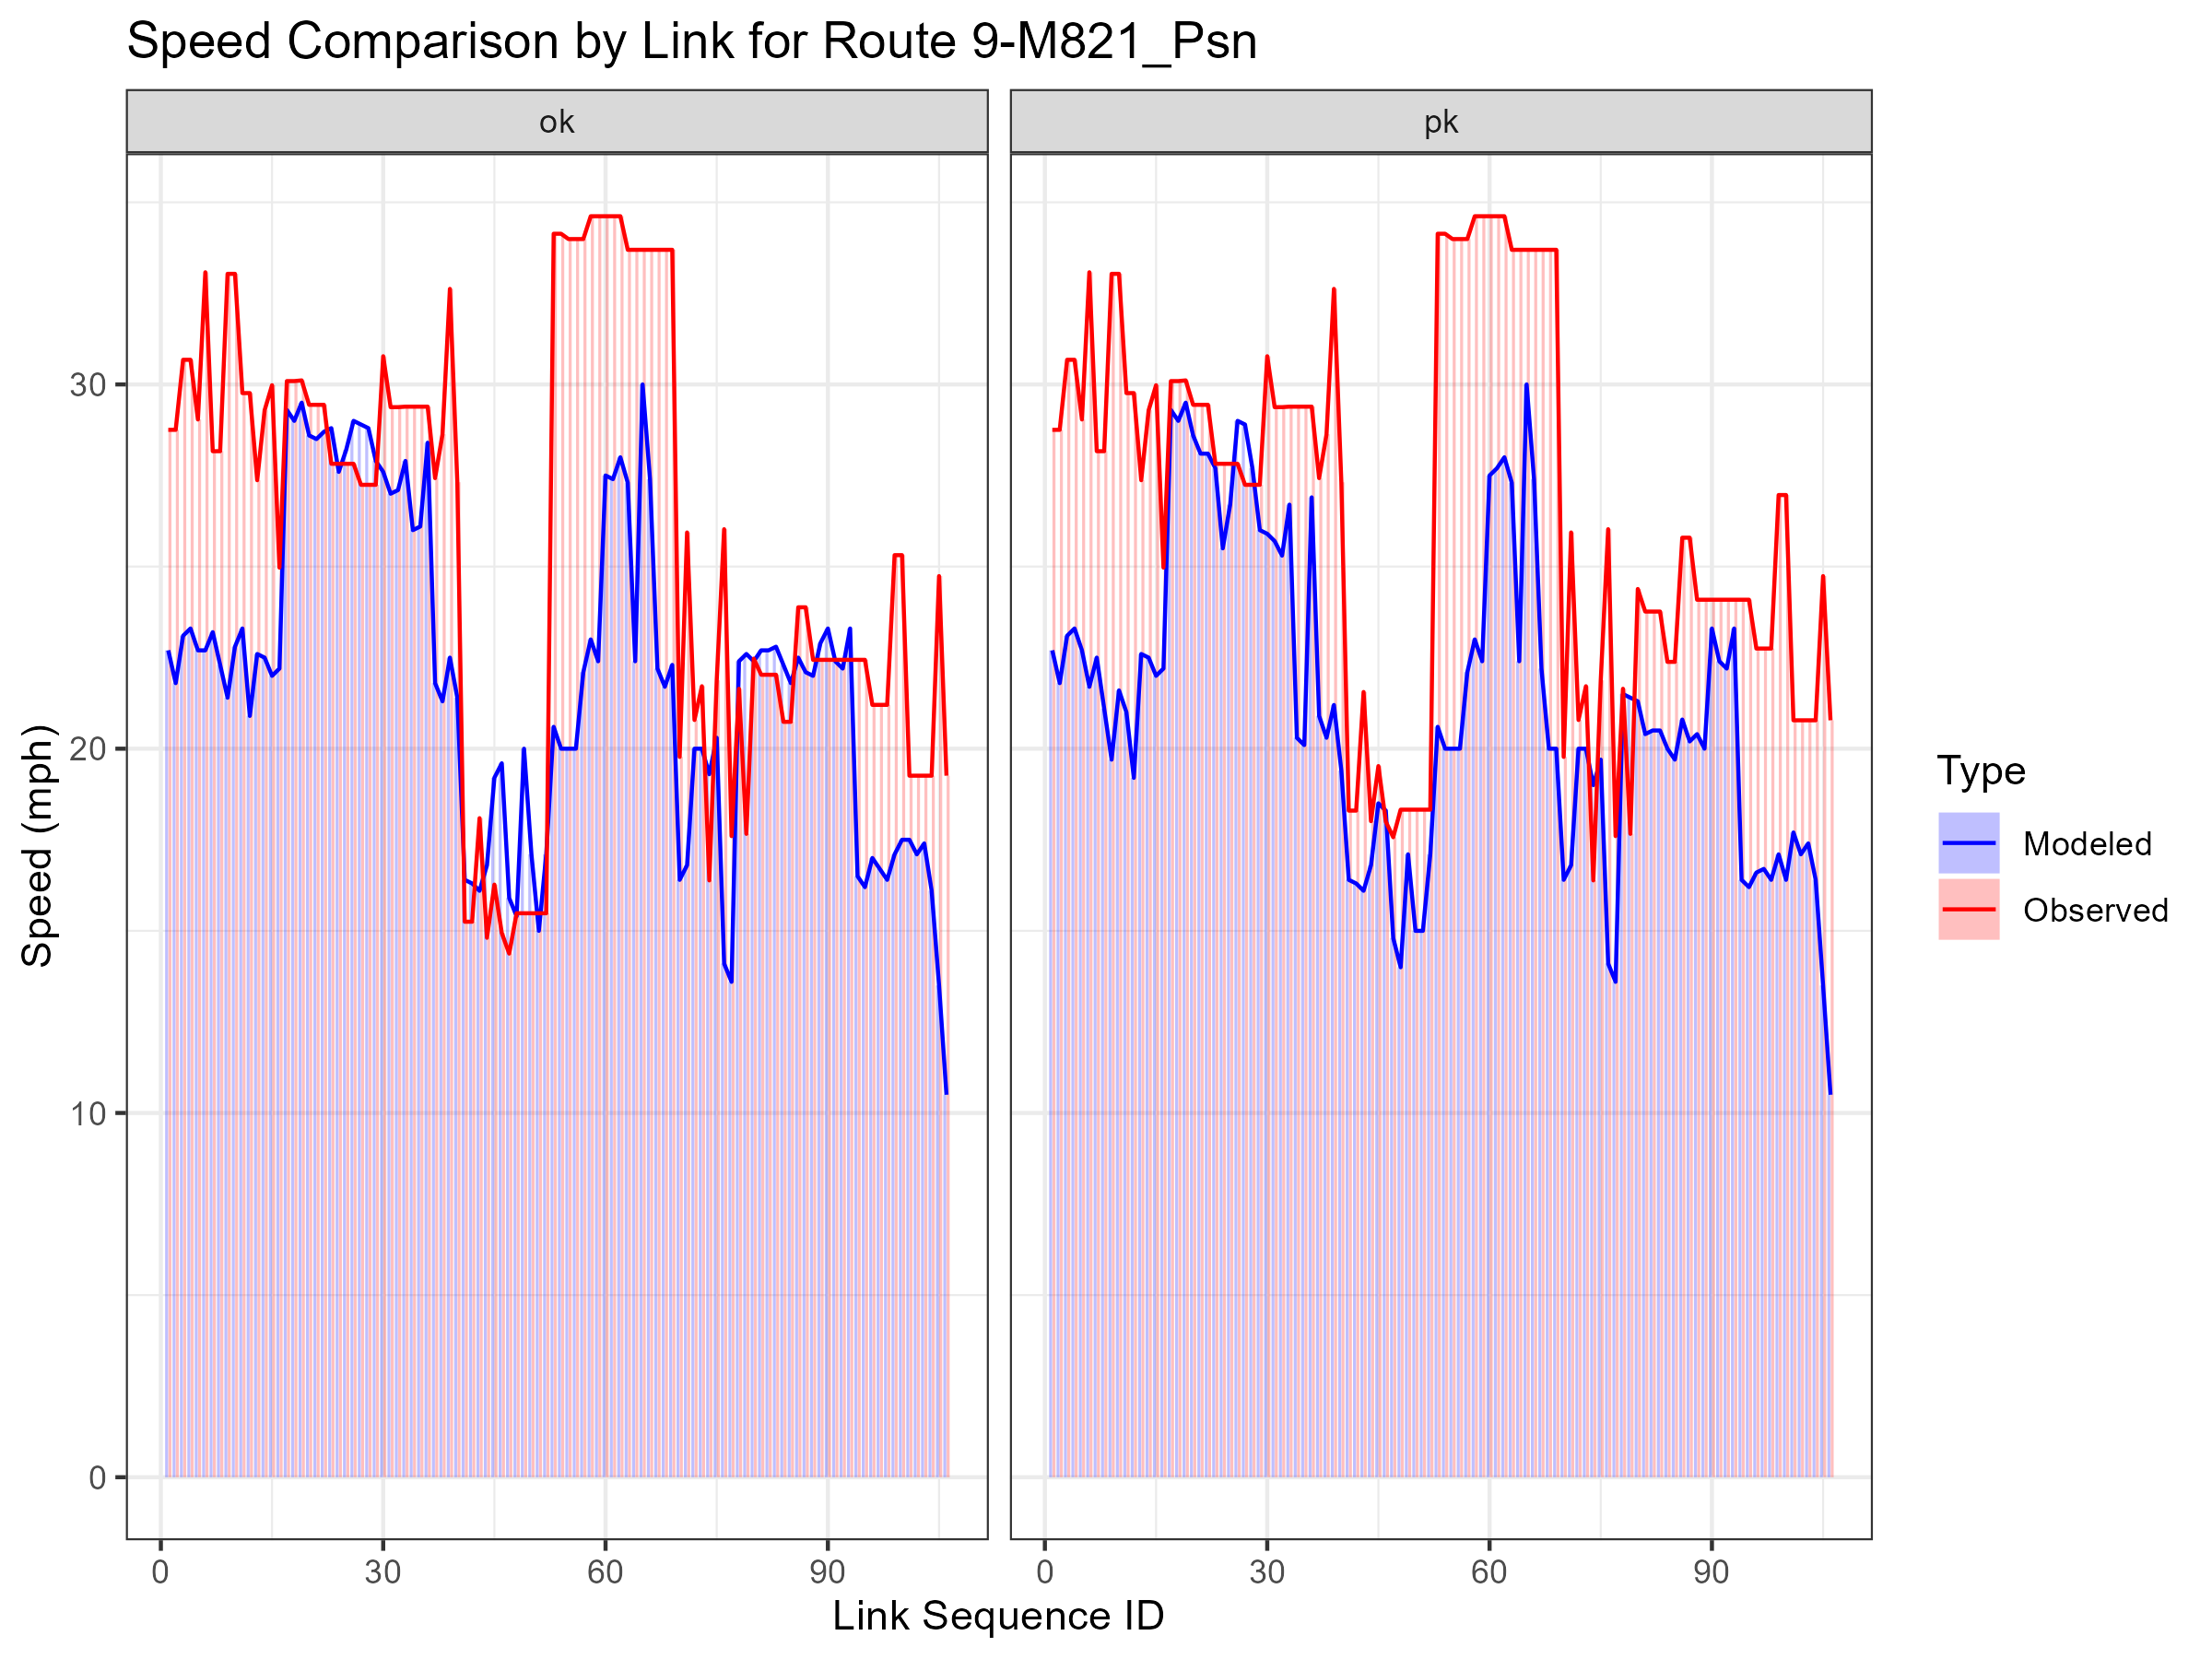 Speed Comparison by Link for Route 9-M821_Psn
ok
pk
Speed (mph)
30
20
10
0
0
30
60
90
0
30
60
90
Link Sequence ID
Type
Modeled
Observed